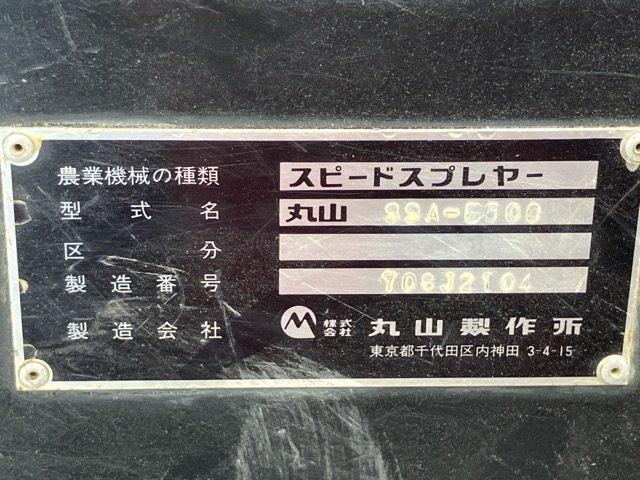 農業機械の種類 スピードスプレヤー
型式名 丸山 SSA-E500
区分
製造番号 706J2104
製造会社 株式会社 丸山製作所
東京都千代田区内神田 3-4-15